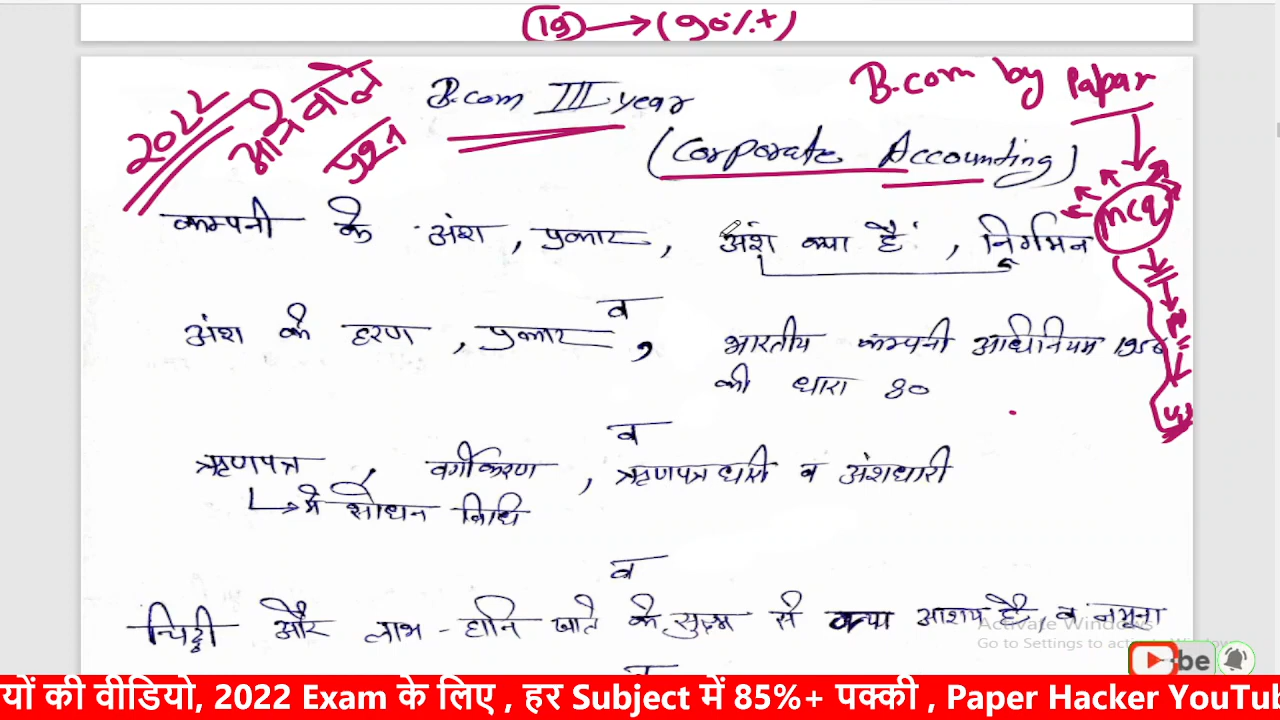 (19) → (90%.+)
2022 आने वाले प्रश्न
B.com III year
B.com by Papar
(Corporate Accounting)
mcq
कम्पनी के अंश, प्रकार, अंश क्या है, निर्गमन
व
अंश के हरण, प्रकार, भारतीय कम्पनी अधिनियम 1956
की धारा 80
व
ऋणपत्र, वर्गीकरण, ऋणपत्रधारी व अंशधारी
↳ में शोधन निधि
व
चिट्ठी और लाभ-हानि खाते के से क्या आशय है, व नमूना
व
Activate Windows
Go to Settings to
be
यों की वीडियो, 2022 Exam के लिए , हर Subject में 85%+ पक्की , Paper Hacker YouTub